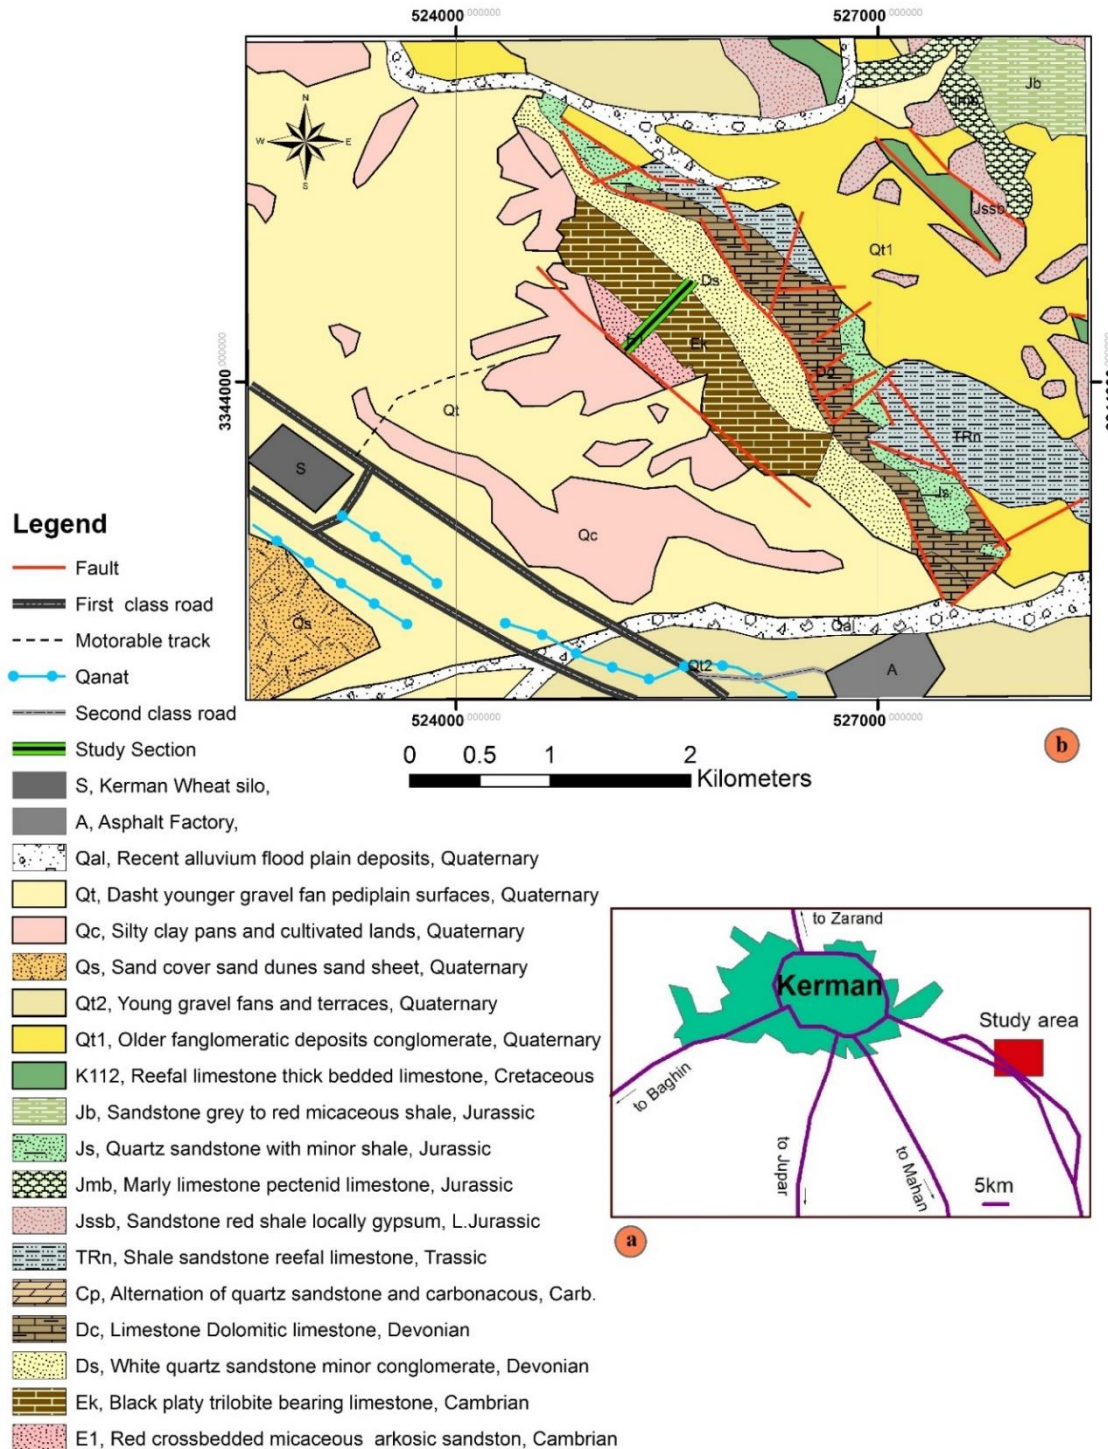 524000.000000
527000.000000
N
W E
S
Jb
Jmb
Jssb
Qt1
Ds
E1
Ek
Dc
3344000.000000
Qt
TRn
S
Js
Qc
Qs
Qal
Qt2
A
524000.000000
527000.000000
b
0 0.5 1 2
Kilometers
Legend
Fault
First class road
Motorable track
Qanat
Second class road
Study Section
S, Kerman Wheat silo,
A, Asphalt Factory,
Qal, Recent alluvium flood plain deposits, Quaternary
Qt, Dasht younger gravel fan pediplain surfaces, Quaternary
Qc, Silty clay pans and cultivated lands, Quaternary
Qs, Sand cover sand dunes sand sheet, Quaternary
Qt2, Young gravel fans and terraces, Quaternary
Qt1, Older fanglomeratic deposits conglomerate, Quaternary
K112, Reefal limestone thick bedded limestone, Cretaceous
Jb, Sandstone grey to red micaceous shale, Jurassic
Js, Quartz sandstone with minor shale, Jurassic
Jmb, Marly limestone pectenid limestone, Jurassic
Jssb, Sandstone red shale locally gypsum, L.Jurassic
TRn, Shale sandstone reefal limestone, Trassic
Cp, Alternation of quartz sandstone and carbonacous, Carb.
Dc, Limestone Dolomitic limestone, Devonian
Ds, White quartz sandstone minor conglomerate, Devonian
Ek, Black platy trilobite bearing limestone, Cambrian
E1, Red crossbedded micaceous arkosic sandston, Cambrian
to Zarand
Kerman
Study area
to Baghin
to Jupar
to Mahan
5km
a